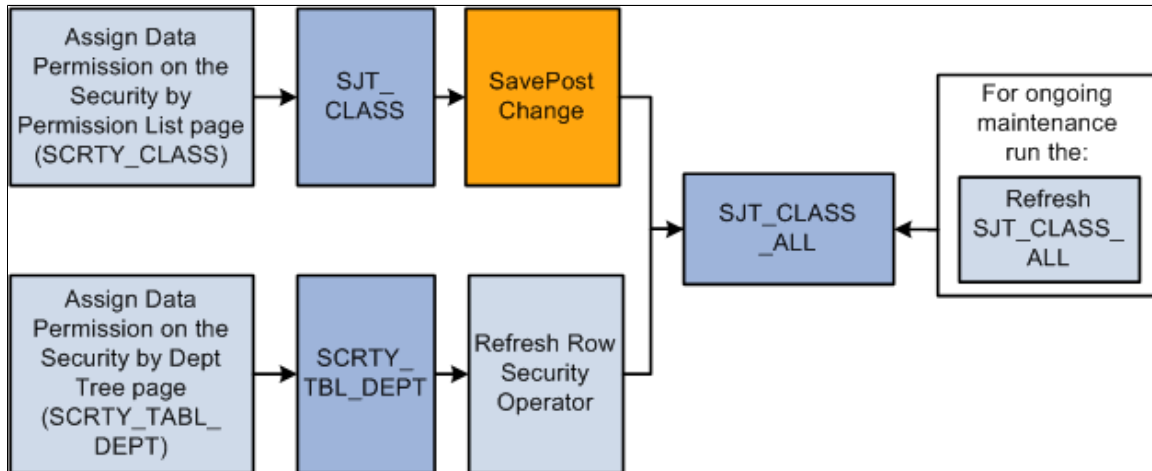 Assign Data
Permission on the
Security by
Permission List page
(SCRTY_CLASS)
SJT_
CLASS
SavePost
Change
Assign Data
Permission on the
Security by Dept
Tree page
(SCRTY_TABL_
DEPT)
SCRTY_
TBL_DEPT
Refresh Row
Security
Operator
SJT_CLASS
_ALL
For ongoing
maintenance
run the:
Refresh
SJT_CLASS_
ALL